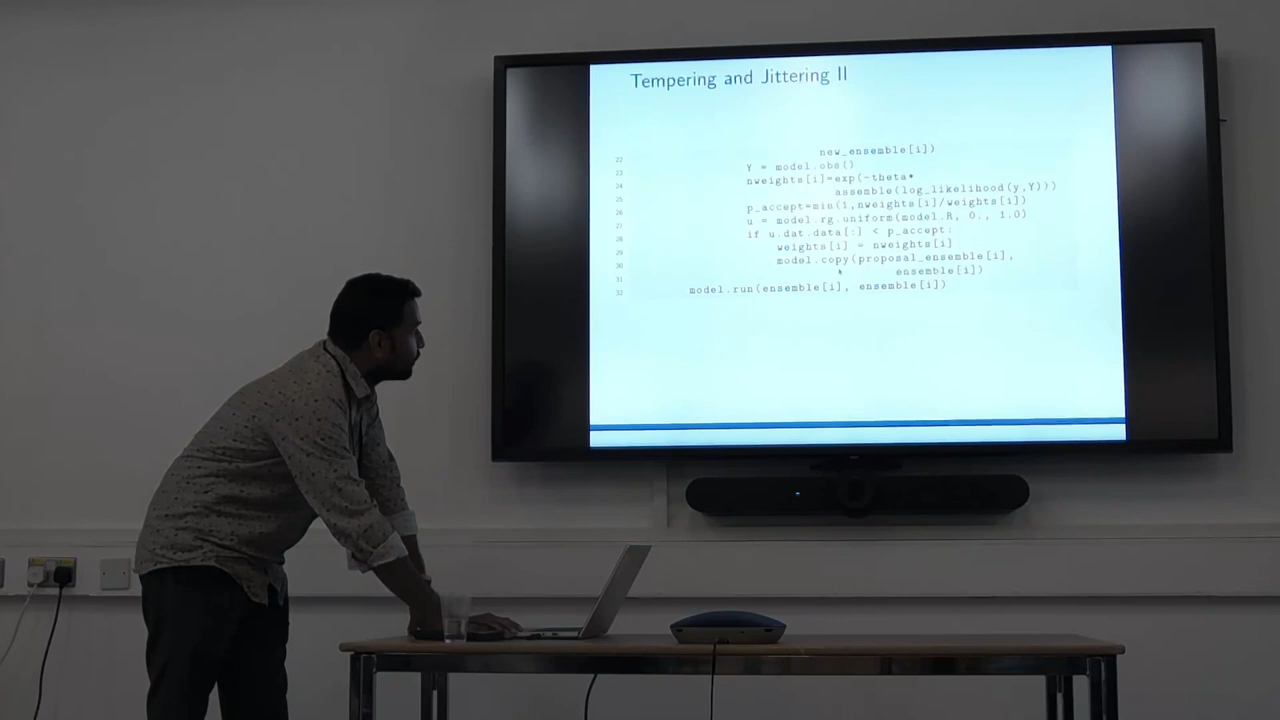 Tempering and Jittering II
22 new_ensemble[i])
23 Y = model.obs()
24 nweights[i]=exp(-theta*
assemble(log_likelihood(y,Y)))
25 p_accept=min(1,nweights[i]/weights[i])
26 u = model.rg.uniform(model.R, 0., 1.0)
27 if u.dat.data[:] < p_accept:
28 weights[i] = nweights[i]
29 model.copy(proposal_ensemble[i],
30 ensemble[i])
31
32 model.run(ensemble[i], ensemble[i])